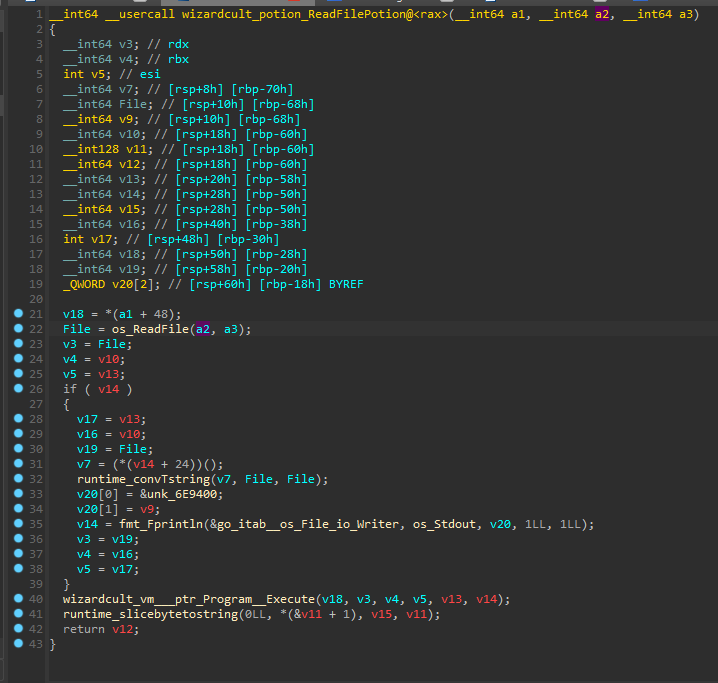 1 __int64 __usercall wizardcult_potion_ReadFilePotion@<rax>(__int64 a1, __int64 a2, __int64 a3)
2 {
3 __int64 v3; // rdx
4 __int64 v4; // rbx
5 int v5; // esi
6 __int64 v7; // [rsp+8h] [rbp-70h]
7 __int64 File; // [rsp+10h] [rbp-68h]
8 __int64 v9; // [rsp+10h] [rbp-68h]
9 __int64 v10; // [rsp+18h] [rbp-60h]
10 __int128 v11; // [rsp+18h] [rbp-60h]
11 __int64 v12; // [rsp+18h] [rbp-60h]
12 __int64 v13; // [rsp+20h] [rbp-58h]
13 __int64 v14; // [rsp+28h] [rbp-50h]
14 __int64 v15; // [rsp+28h] [rbp-50h]
15 __int64 v16; // [rsp+40h] [rbp-38h]
16 int v17; // [rsp+48h] [rbp-30h]
17 __int64 v18; // [rsp+50h] [rbp-28h]
18 __int64 v19; // [rsp+58h] [rbp-20h]
19 _QWORD v20[2]; // [rsp+60h] [rbp-18h] BYREF
20
21 v18 = *(a1 + 48);
22 File = os_ReadFile(a2, a3);
23 v3 = File;
24 v4 = v10;
25 v5 = v13;
26 if ( v14 )
27 {
28 v17 = v13;
29 v16 = v10;
30 v19 = File;
31 v7 = (*(v14 + 24))();
32 runtime_convTstring(v7, File, File);
33 v20[0] = &unk_6E9400;
34 v20[1] = v9;
35 v14 = fmt_Fprintln(&go_itab__os_File_io_Writer, os_Stdout, v20, 1LL, 1LL);
36 v3 = v19;
37 v4 = v16;
38 v5 = v17;
39 }
40 wizardcult_vm___ptr_Program__Execute(v18, v3, v4, v5, v13, v14);
41 runtime_slicebytetostring(0LL, *(&v11 + 1), v15, v11);
42 return v12;
43 }